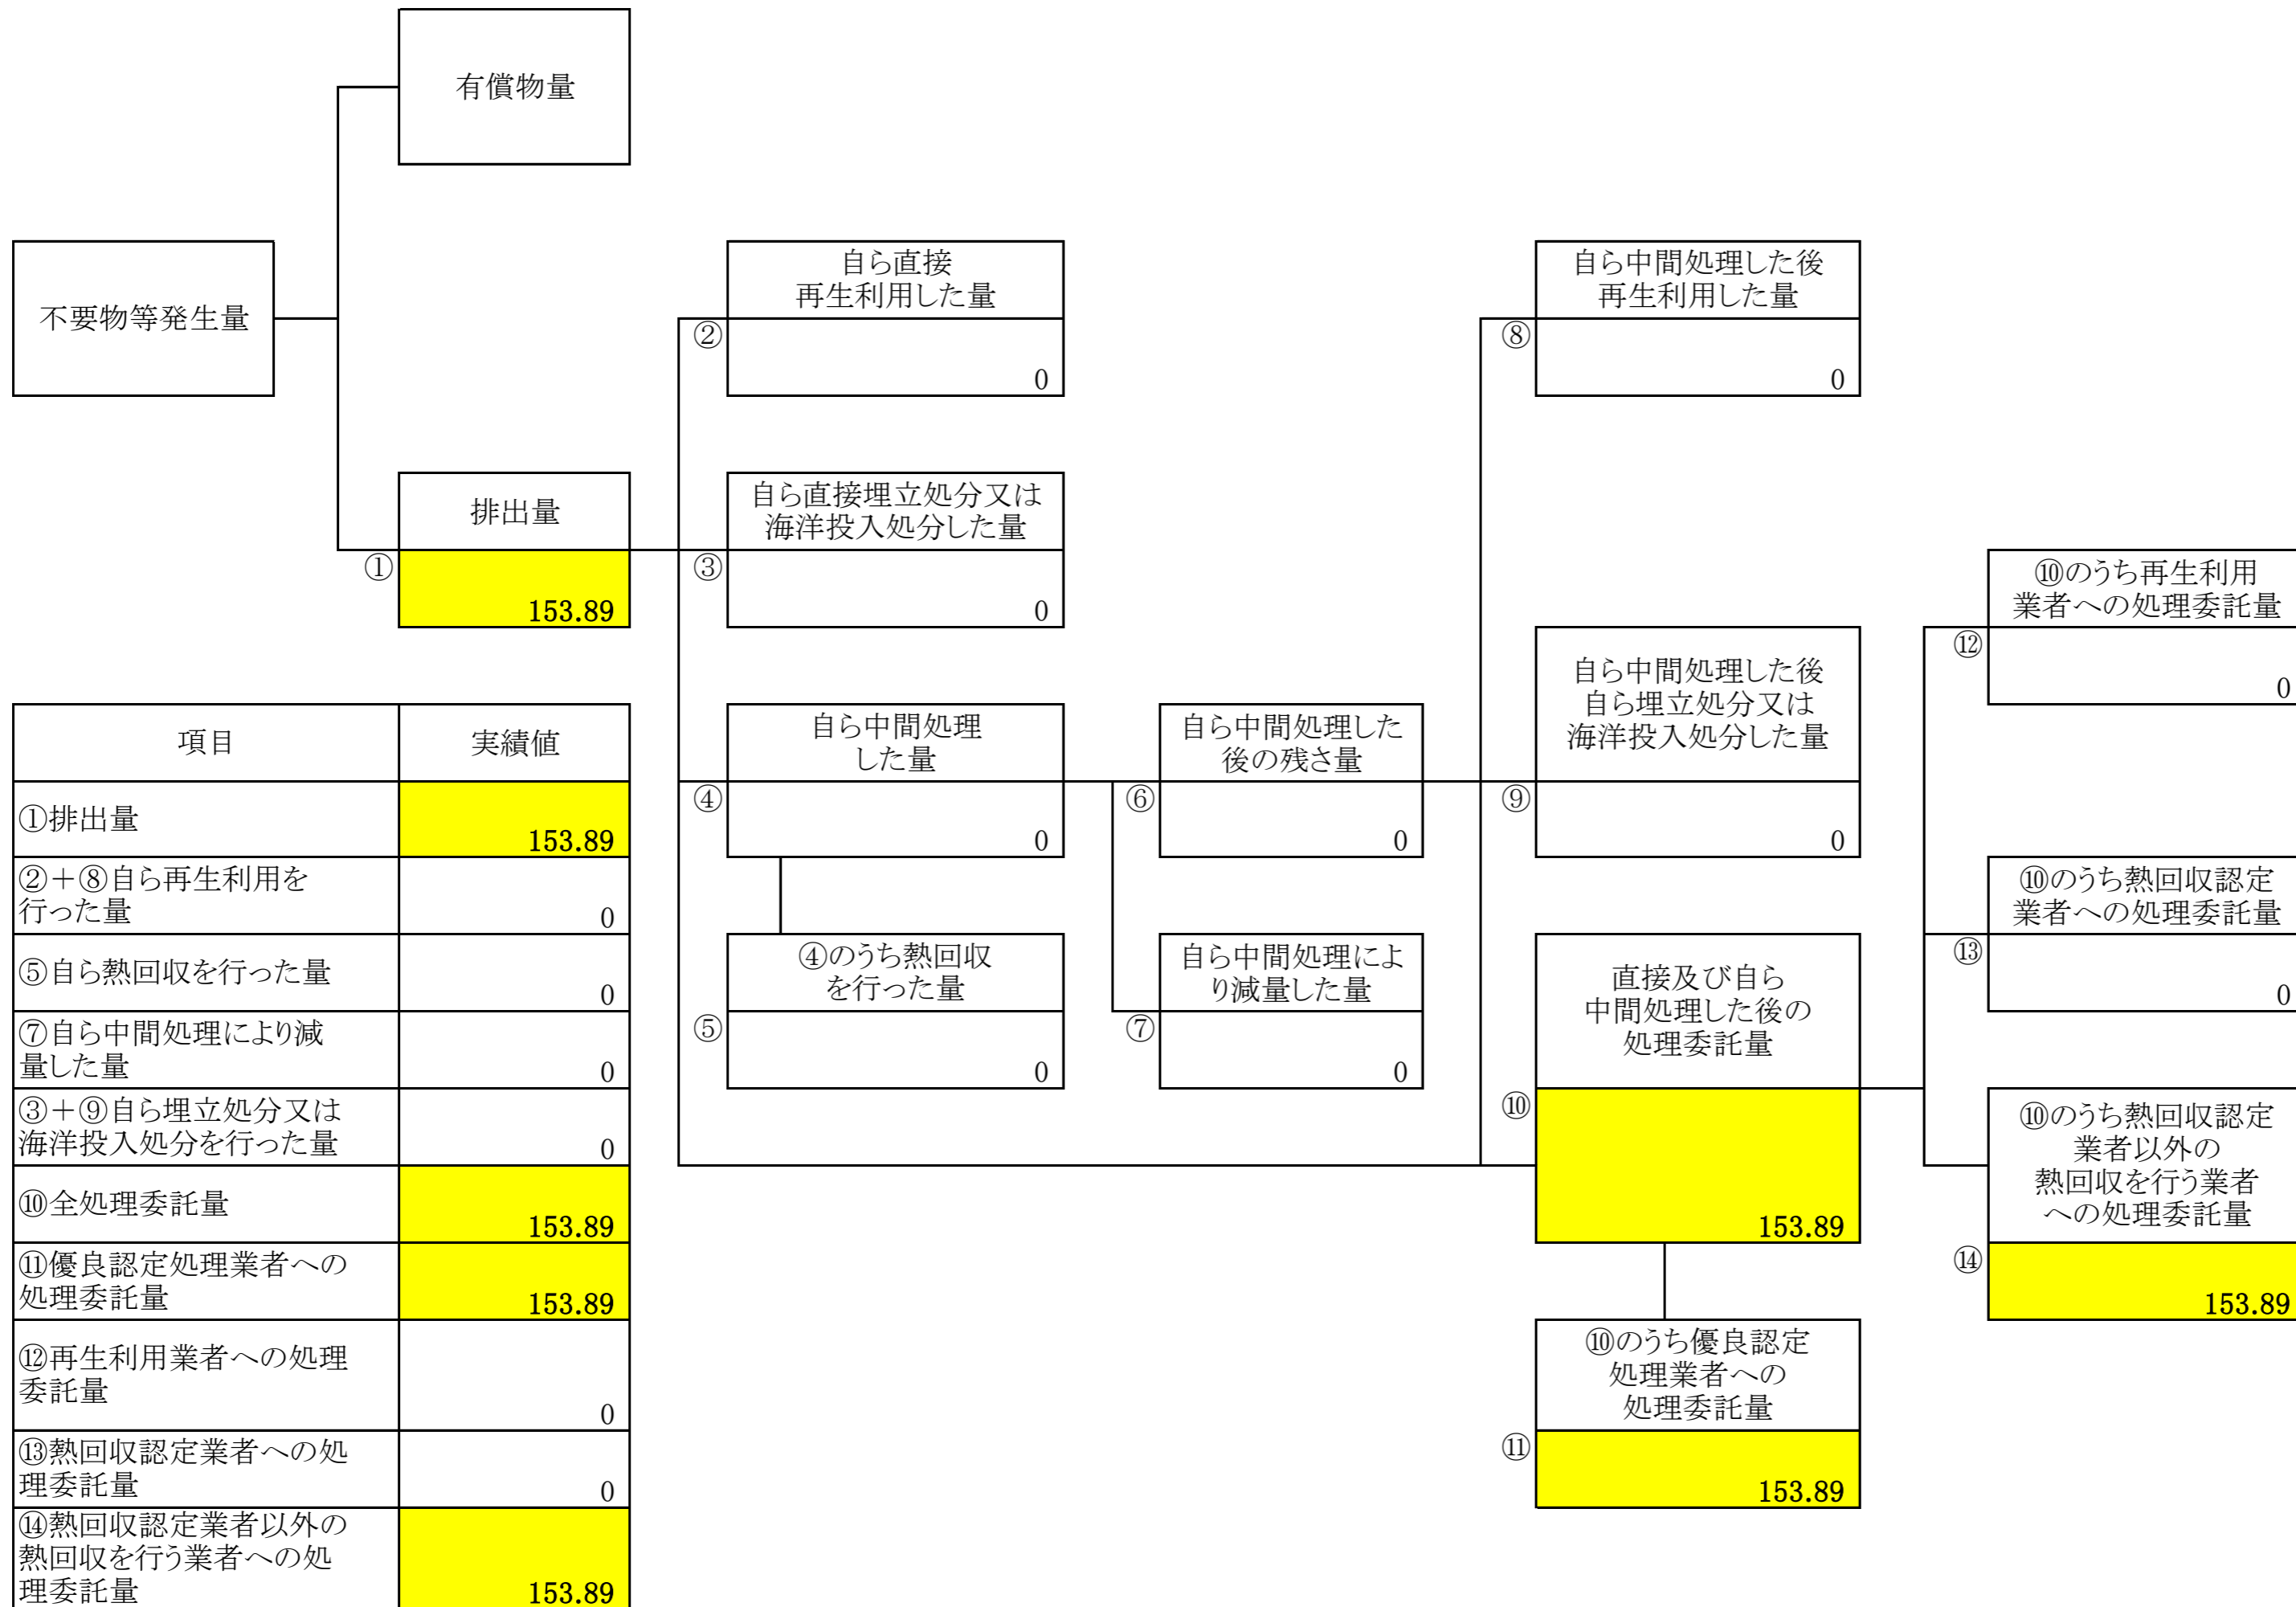 有償物量
不要物等発生量
自ら直接
再生利用した量
②
0
自ら中間処理した後
再生利用した量
⑧
0
排出量
①
153.89
自ら直接埋立処分又は
海洋投入処分した量
③
0
⑩のうち再生利用
業者への処理委託量
⑫
0
自ら中間処理
した量
④
0
自ら中間処理した
後の残さ量
⑥
0
自ら中間処理した後
自ら埋立処分又は
海洋投入処分した量
⑨
0
⑩のうち熱回収認定
業者への処理委託量
⑬
0
④のうち熱回収
を行った量
⑤
0
自ら中間処理によ
り減量した量
⑦
0
直接及び自ら
中間処理した後の
処理委託量
⑩
153.89
⑩のうち熱回収認定
業者以外の
熱回収を行う業者
への処理委託量
⑭
153.89
⑩のうち優良認定
処理業者への
処理委託量
⑪
153.89
項目
実績値
①排出量
153.89
②＋⑧自ら再生利用を
行った量
0
⑤自ら熱回収を行った量
0
⑦自ら中間処理により減
量した量
0
③＋⑨自ら埋立処分又は
海洋投入処分を行った量
0
⑩全処理委託量
153.89
⑪優良認定処理業者への
処理委託量
153.89
⑫再生利用業者への処理
委託量
0
⑬熱回収認定業者への処
理委託量
0
⑭熱回収認定業者以外の
熱回収を行う業者への処
理委託量
153.89